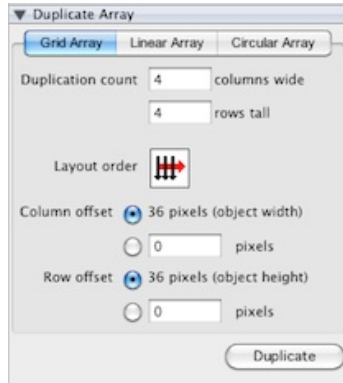 Duplicate Array
Grid Array Linear Array Circular Array
Duplication count 4 columns wide
4 rows tall
Layout order
Column offset 36 pixels (object width)
0 pixels
Row offset 36 pixels (object height)
0 pixels
Duplicate